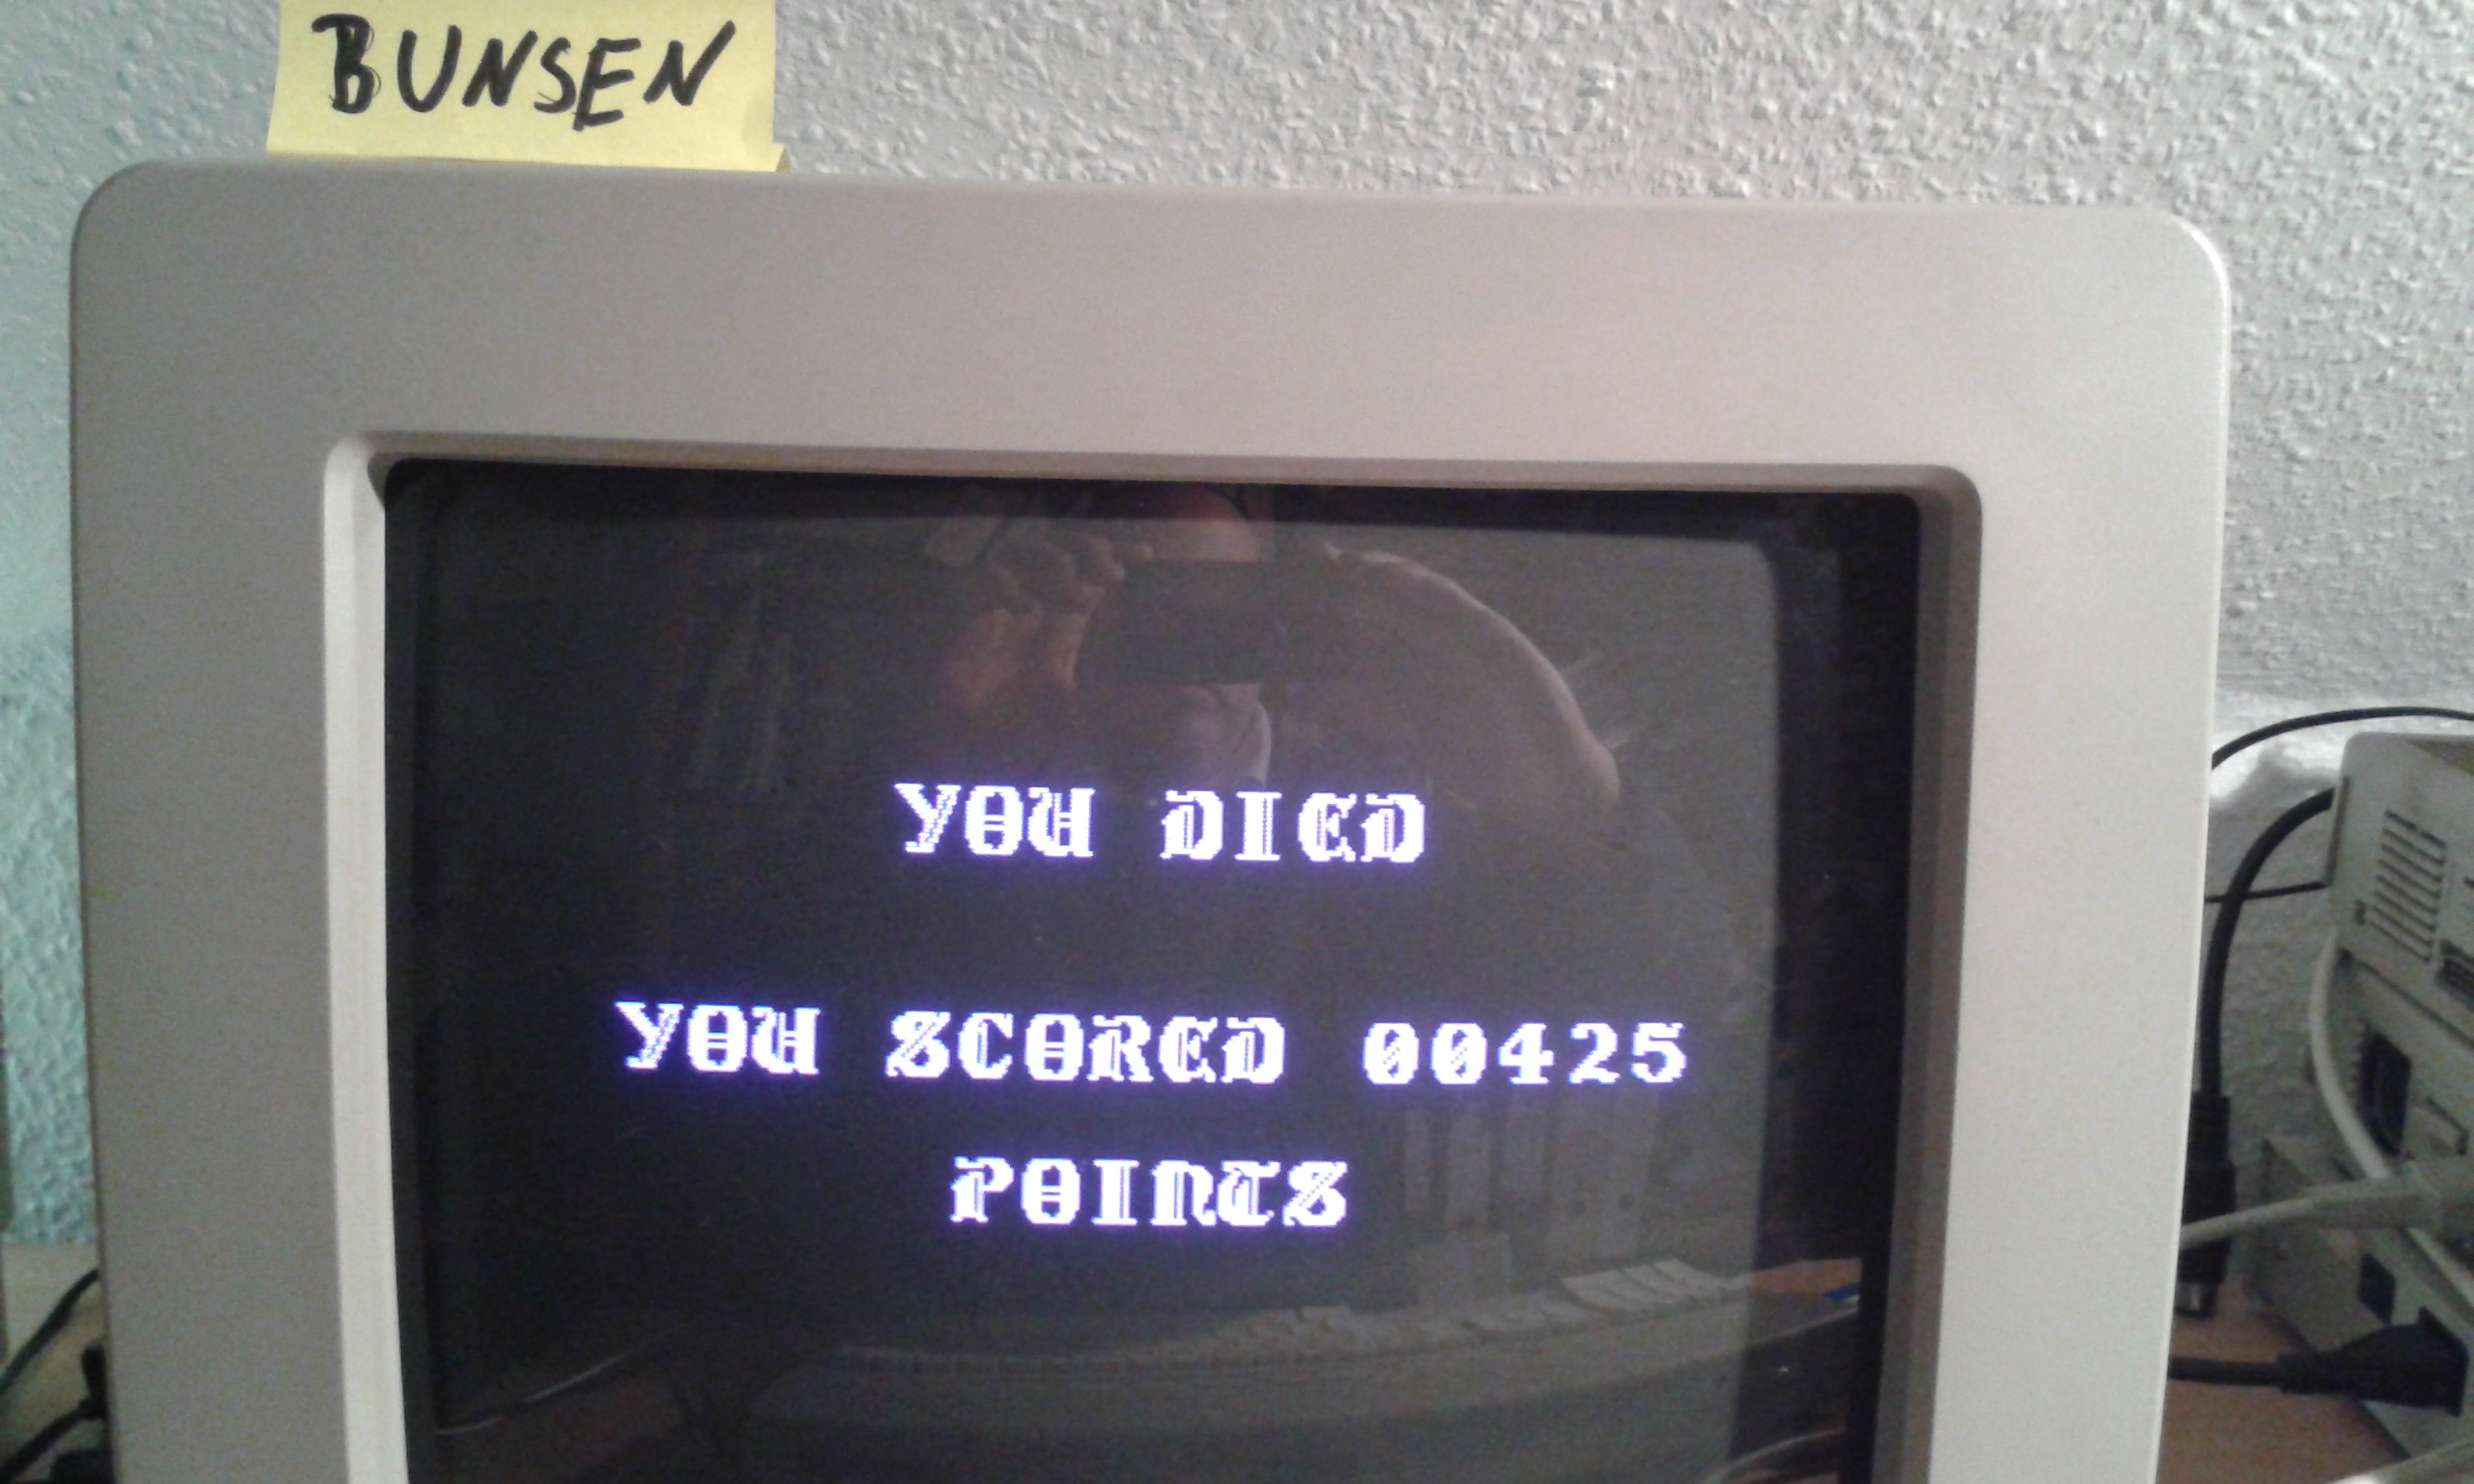 BUNSEN
YOU DIED
YOU SCORED 00425
POINTS